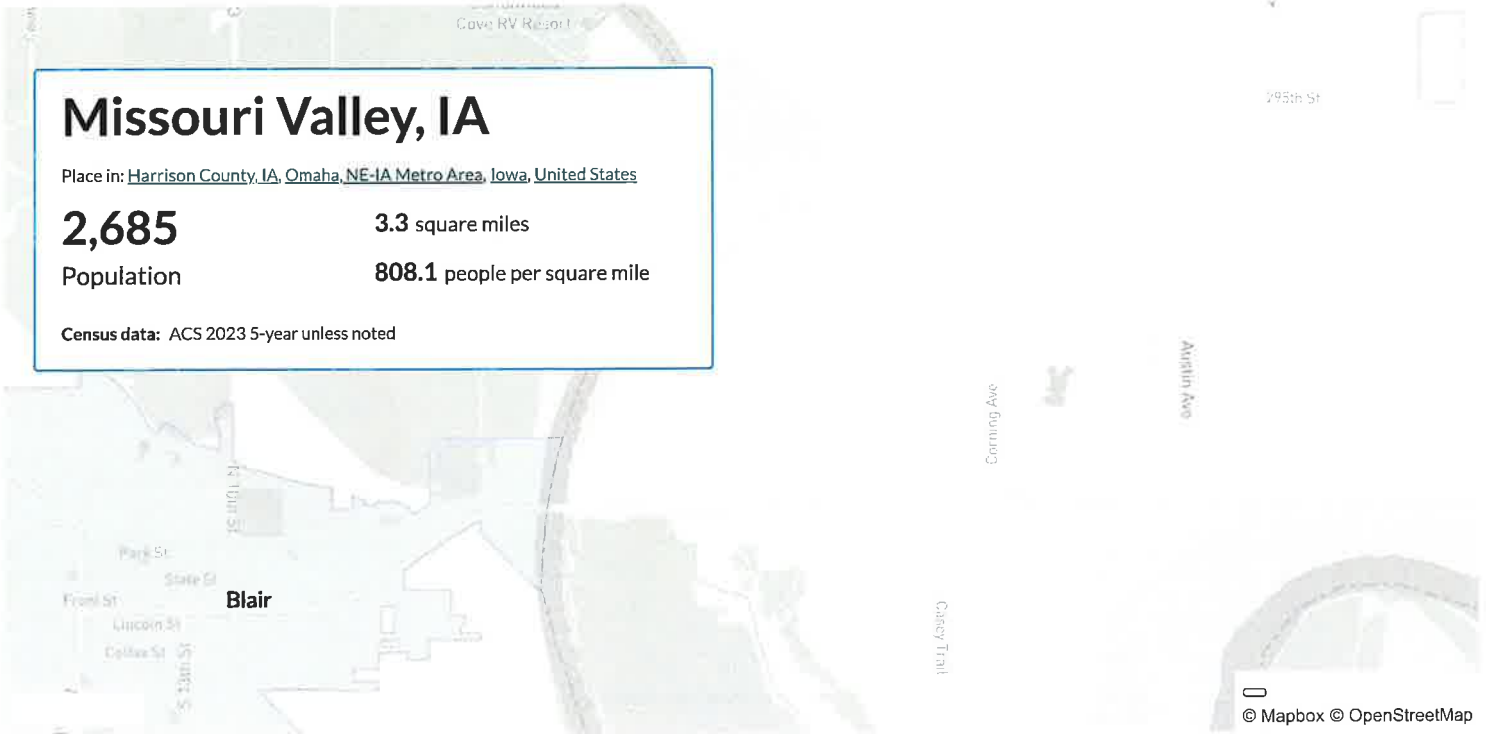 Cove RV Resort
295th St
Missouri Valley, IA
Place in: Harrison County, IA, Omaha, NE-IA Metro Area, Iowa, United States
2,685
Population
3.3 square miles
808.1 people per square mile
Census data: ACS 2023 5-year unless noted
Austin Ave
Corning Ave
N 10th St
Park St
State St
Front St
Blair
Lincoln St
Colfax St
S 13th St
Casey Trail
© Mapbox © OpenStreetMap